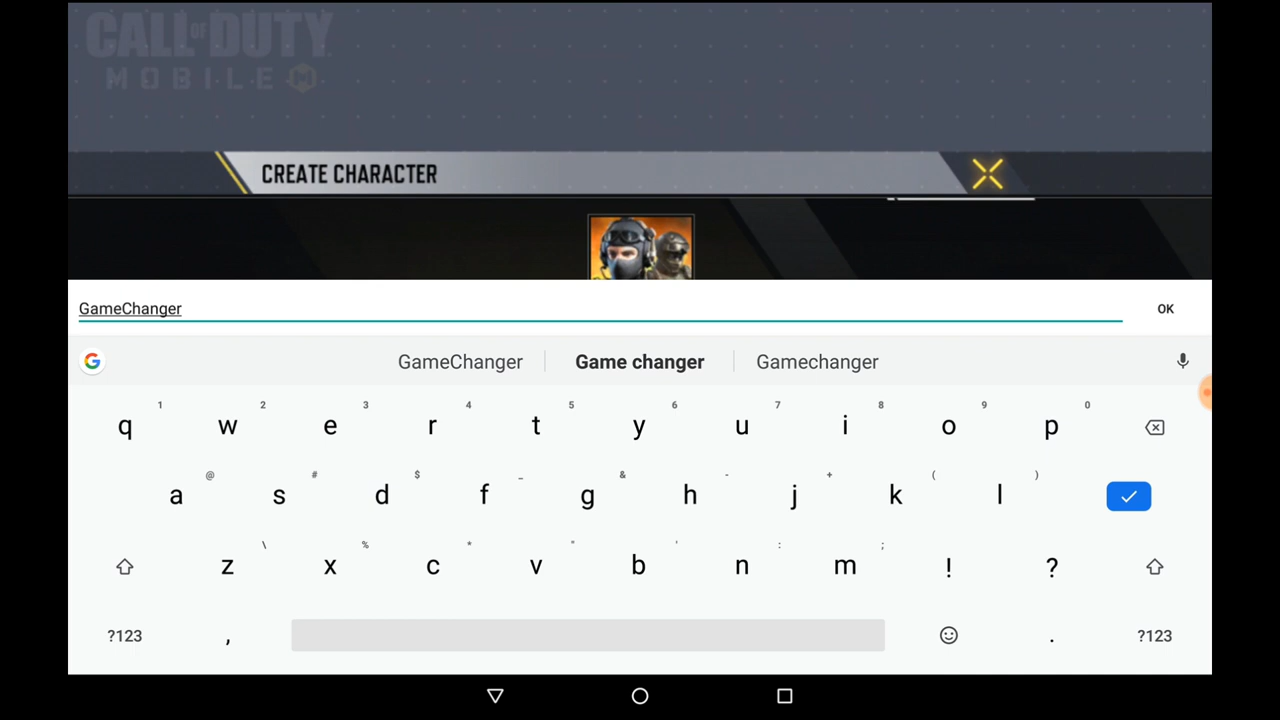 CALL OF DUTY
MOBILE
CREATE CHARACTER
GameChanger OK
GameChanger Game changer Gamechanger
1 2 3 4 5 6 7 8 9 0
q w e r t y u i o p
@ # $ _ & - + ( )
a s d f g h j k l
\ % * " ' : ;
z x c v b n m ! ?
?123 , . ?123